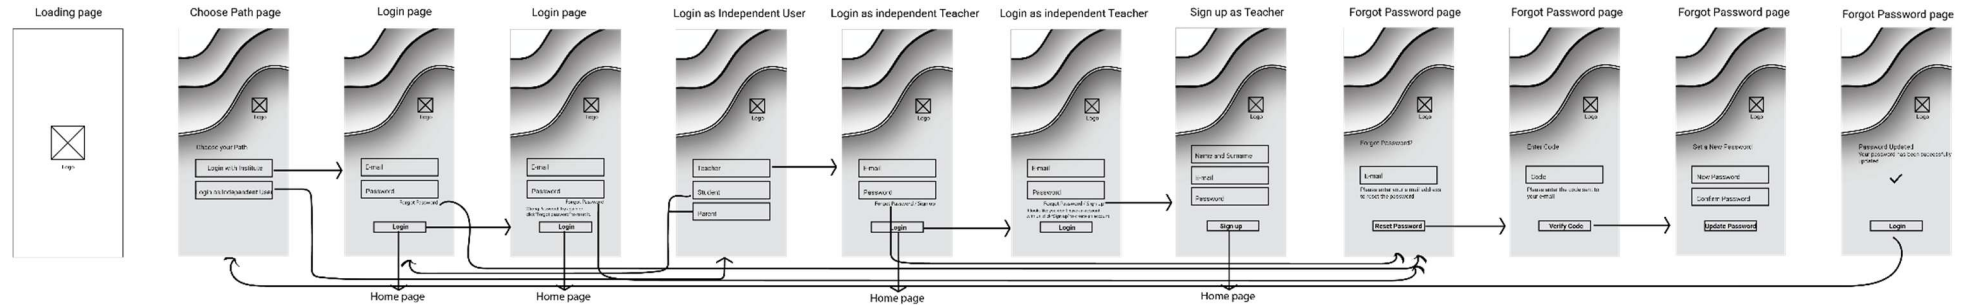 Loading page
Logo
Choose Path page
Logo
Choose your Path
Login with Institute
Login as Independent User
Login page
Logo
E-mail
Password
Forgot Password
Login
Home page
Login page
Logo
E-mail
Password
Forgot Password
Login
Home page
Login as Independent User
Logo
Teacher
Student
Parent
Login as independent Teacher
Logo
E-mail
Password
Forgot Password / Sign up
Login
Home page
Login as independent Teacher
Logo
E-mail
Password
Forgot Password / Sign up
Login
Sign up as Teacher
Logo
Name and Surname
E-mail
Password
Sign up
Home page
Forgot Password page
Logo
Forgot Password?
E-mail
Please enter your e-mail address
to reset the password
Reset Password
Forgot Password page
Logo
Enter Code
Code
Please enter the code sent to
your e-mail
Verify Code
Forgot Password page
Logo
Set a New Password
New Password
Confirm Password
Update Password
Forgot Password page
Logo
Password Updated
Your password has been successfully
updated
Login